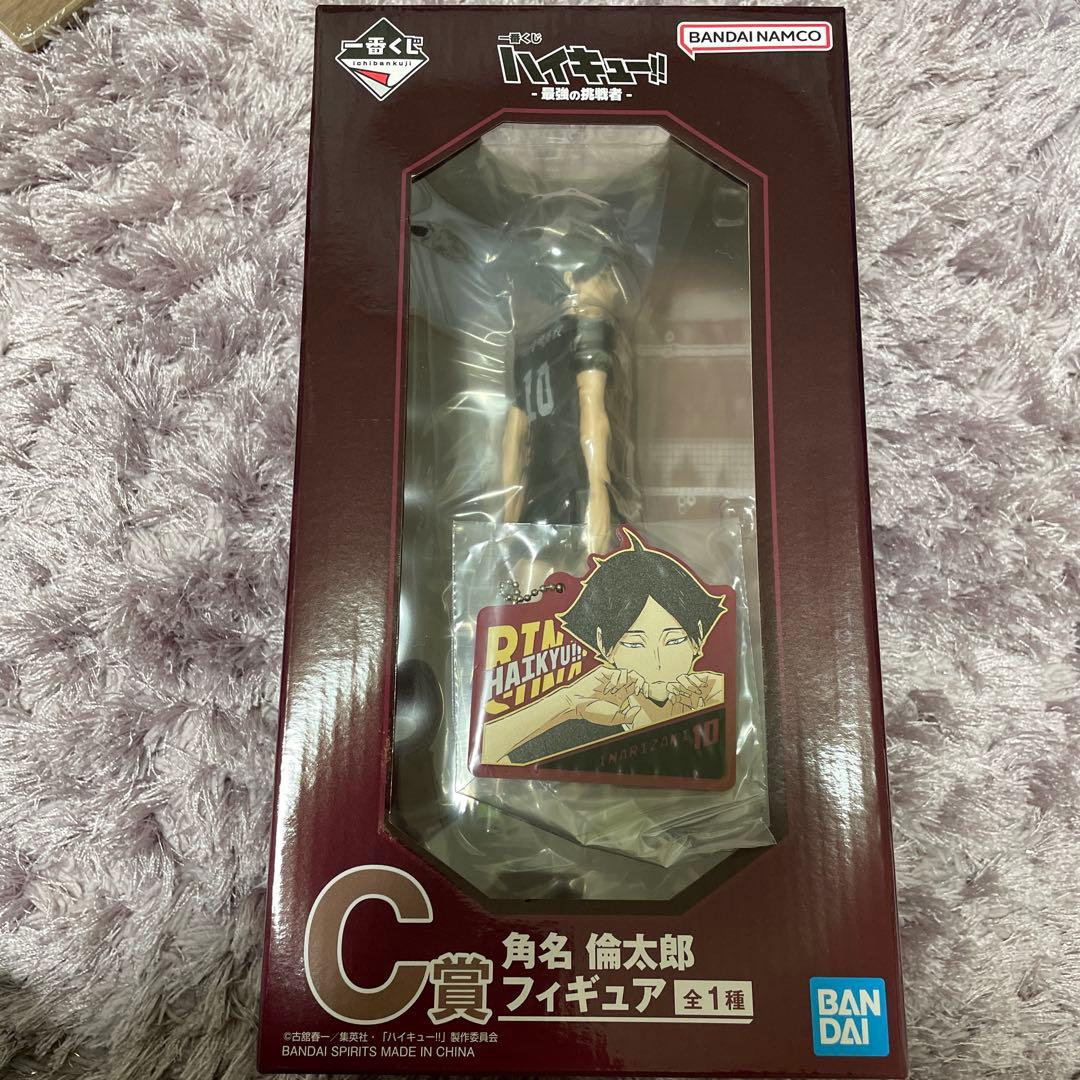 一番くじ
ichibankuji
一番くじ
ハイキュー!!
- 最強の挑戦者 -
BANDAI NAMCO
10
HAIKYU!!
INARIZAKI 10
C賞
角名 倫太郎
フィギュア 全1種
©古舘春一／集英社・「ハイキュー!!」製作委員会
BANDAI SPIRITS MADE IN CHINA
BAN
DAI